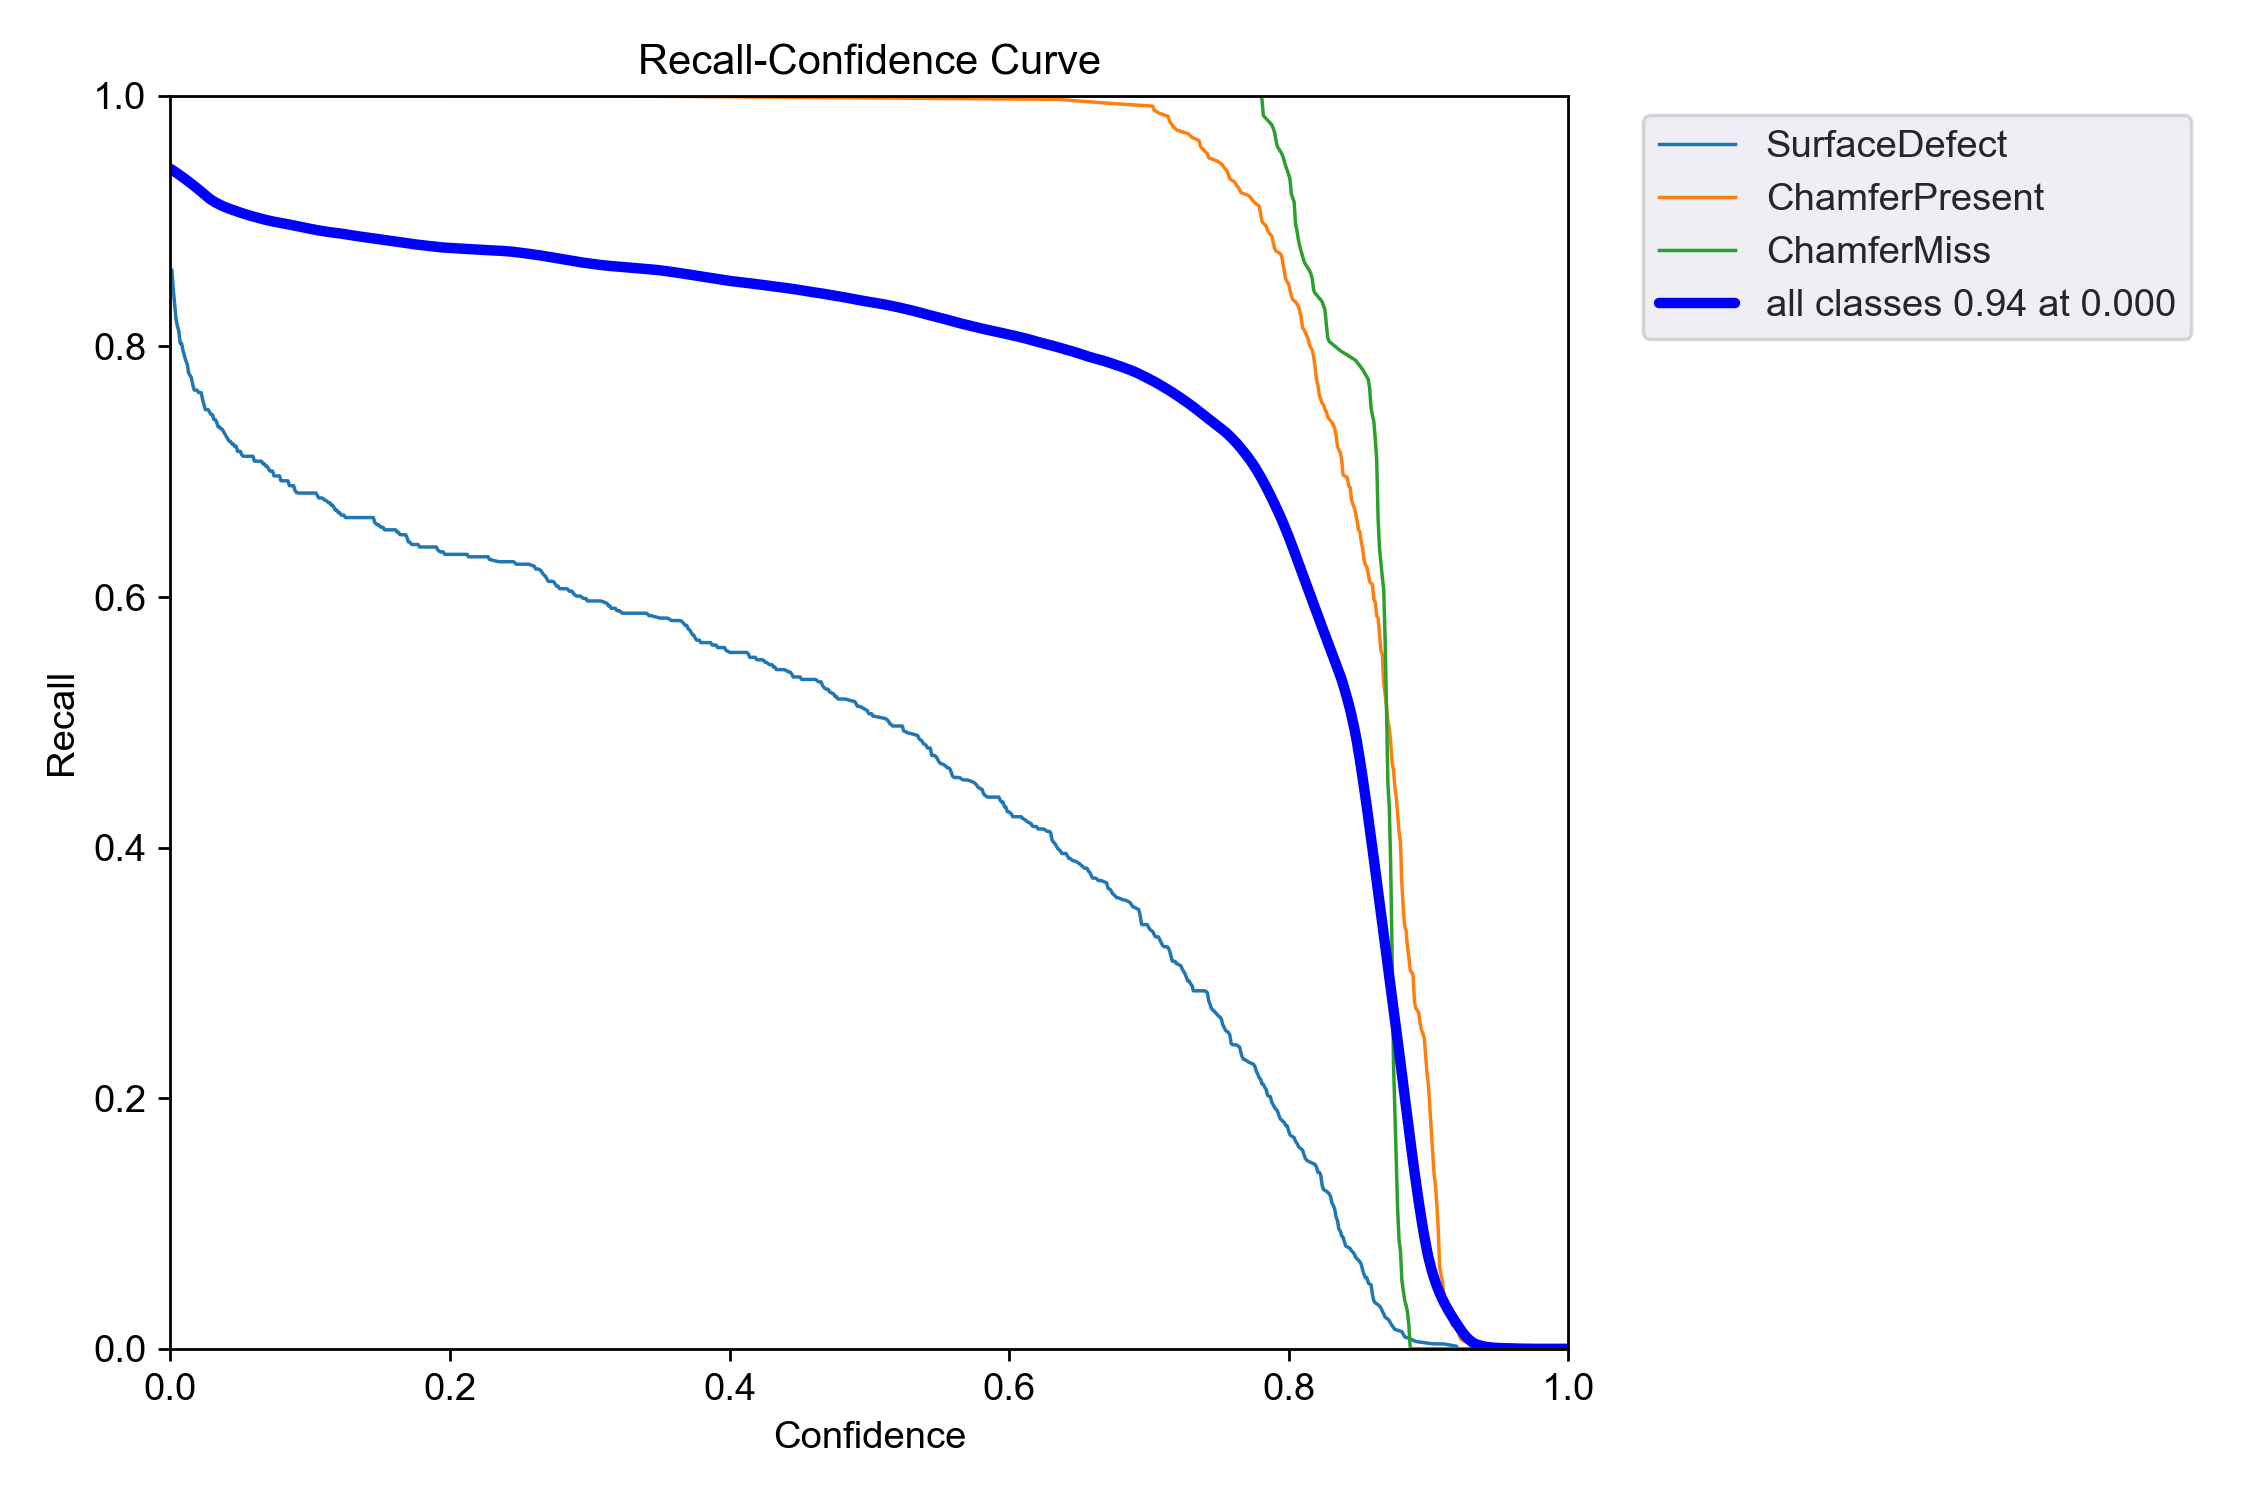 Recall-Confidence Curve
1.0
0.8
0.6
0.4
0.2
0.0
Recall
0.0 0.2 0.4 0.6 0.8 1.0
Confidence
SurfaceDefect
ChamferPresent
ChamferMiss
all classes 0.94 at 0.000